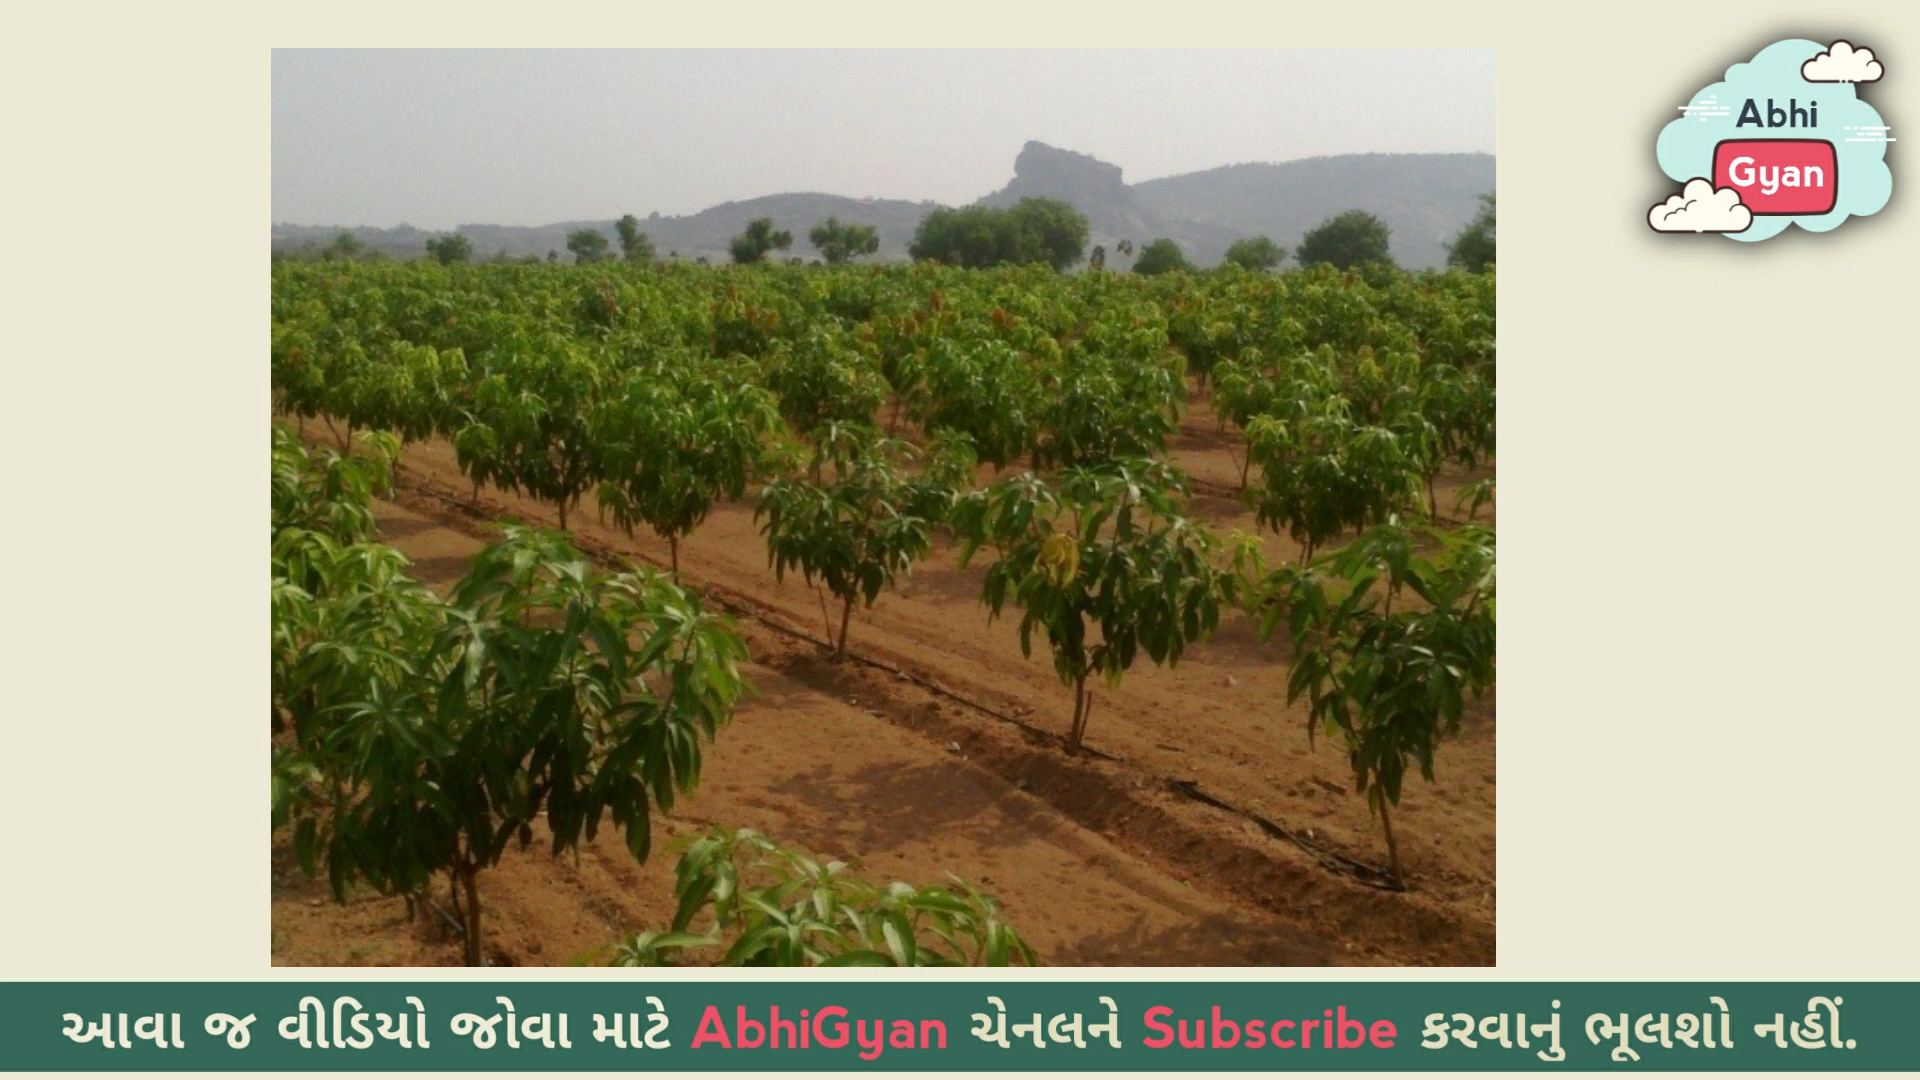 Abhi
Gyan
આવા જ વીડિયો જોવા માટે AbhiGyan ચેનલને Subscribe કરવાનું ભૂલશો નહીં.